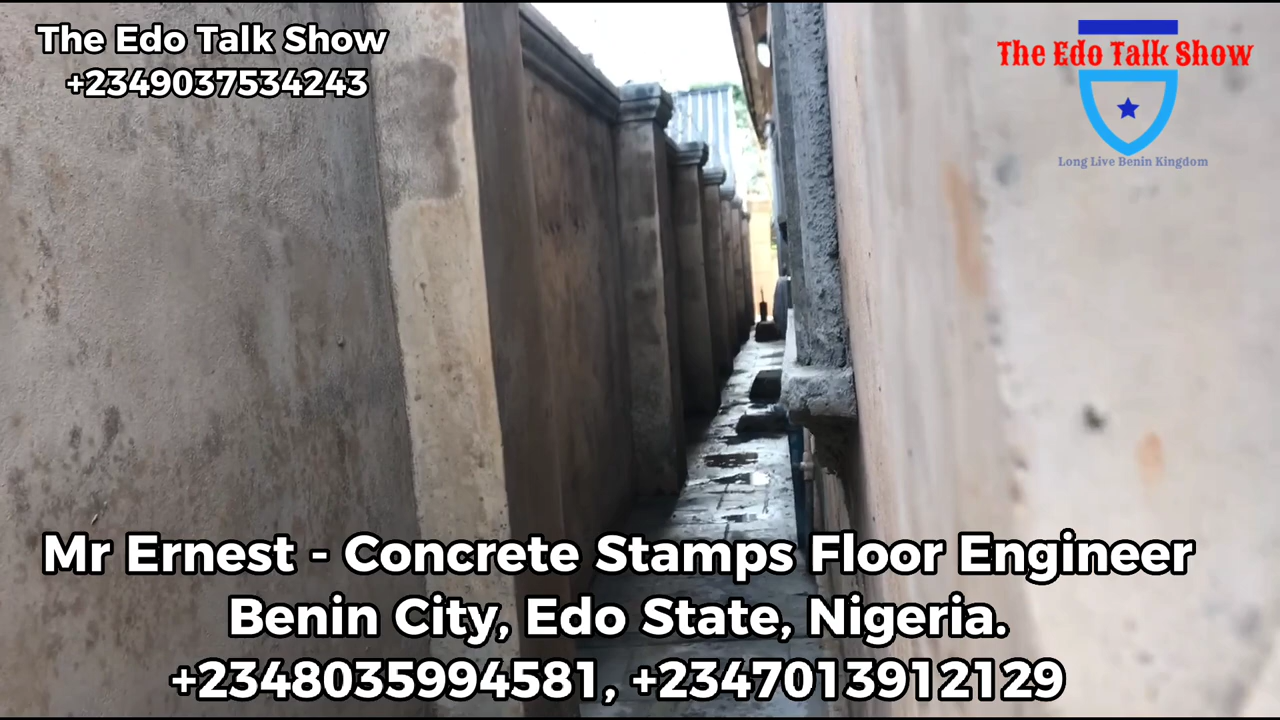 The Edo Talk Show
+2349037534243
The Edo Talk Show
Long Live Benin Kingdom
Mr Ernest - Concrete Stamps Floor Engineer
Benin City, Edo State, Nigeria.
+2348035994581, +2347013912129